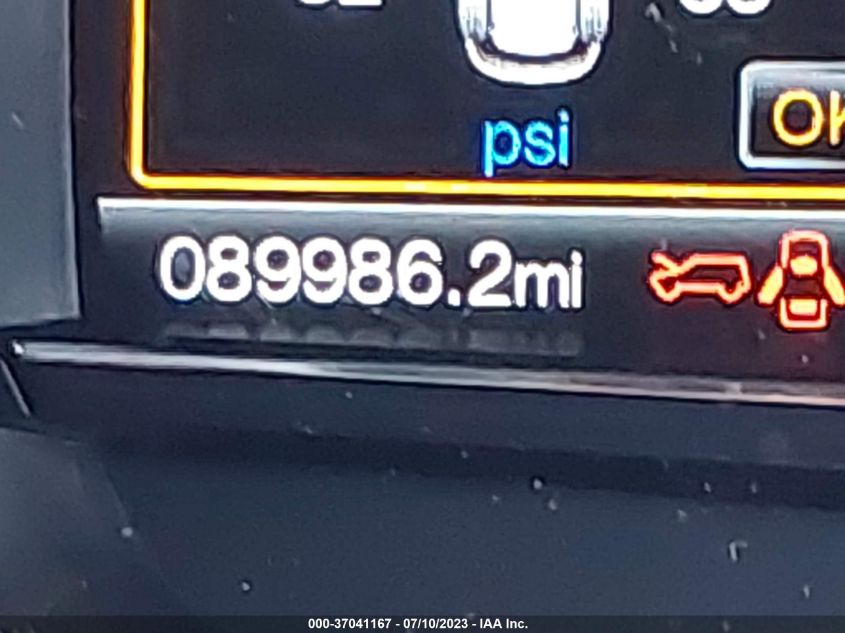 psi
OK
089986.2mi
000-37041167 - 07/10/2023 - IAA Inc.